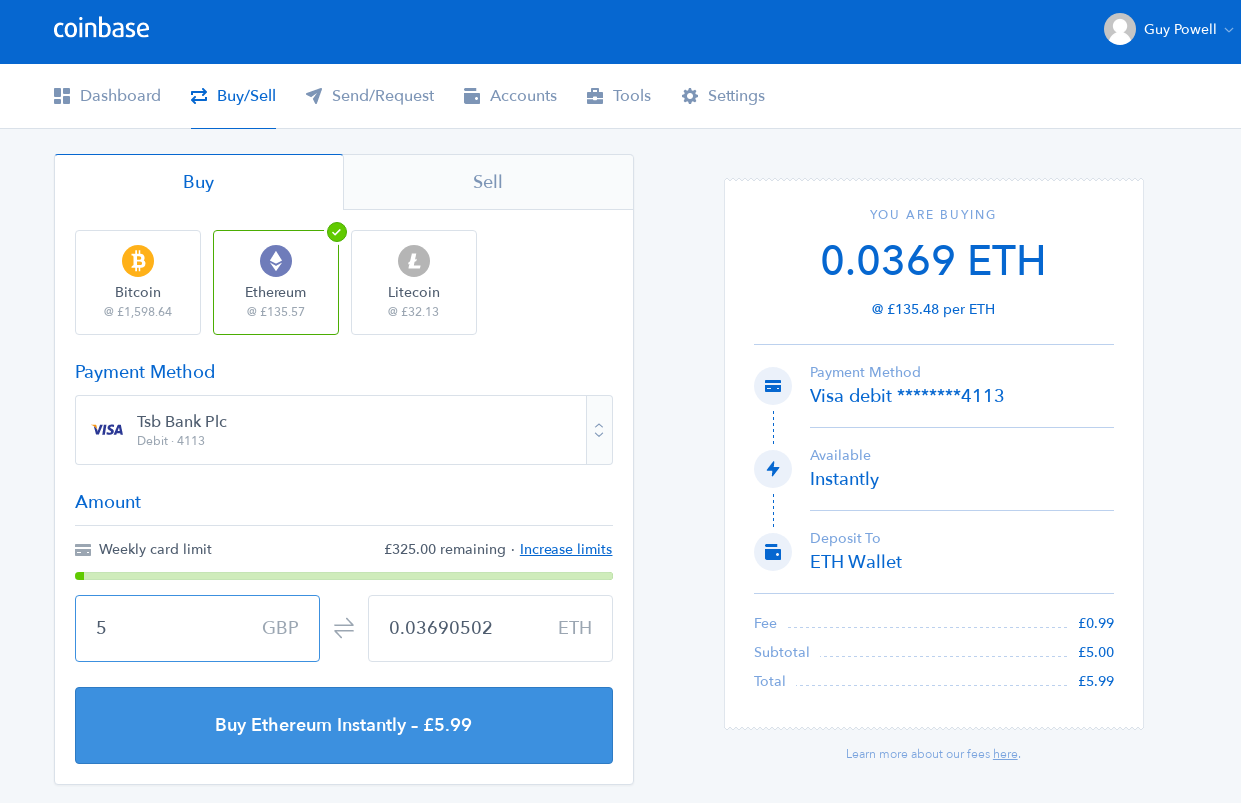 coinbase
Guy Powell
Dashboard
Buy/Sell
Send/Request
Accounts
Tools
Settings
Buy
Sell
Bitcoin
@ £1,598.64
Ethereum
@ £135.57
Litecoin
@ £32.13
Payment Method
VISA
Tsb Bank Plc
Debit · 4113
Amount
Weekly card limit
£325.00 remaining · Increase limits
5 GBP
0.03690502 ETH
Buy Ethereum Instantly – £5.99
YOU ARE BUYING
0.0369 ETH
@ £135.48 per ETH
Payment Method
Visa debit ********4113
Available
Instantly
Deposit To
ETH Wallet
Fee £0.99
Subtotal £5.00
Total £5.99
Learn more about our fees here.